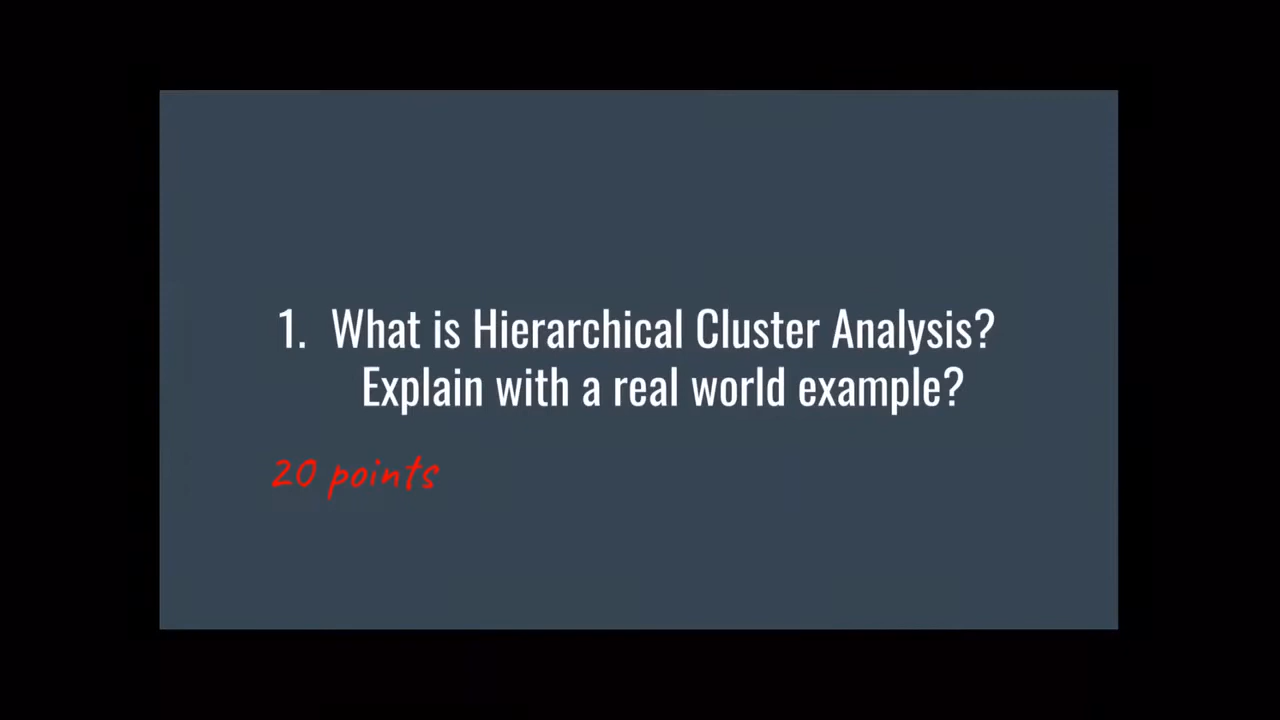 1. What is Hierarchical Cluster Analysis?
Explain with a real world example?
20 points